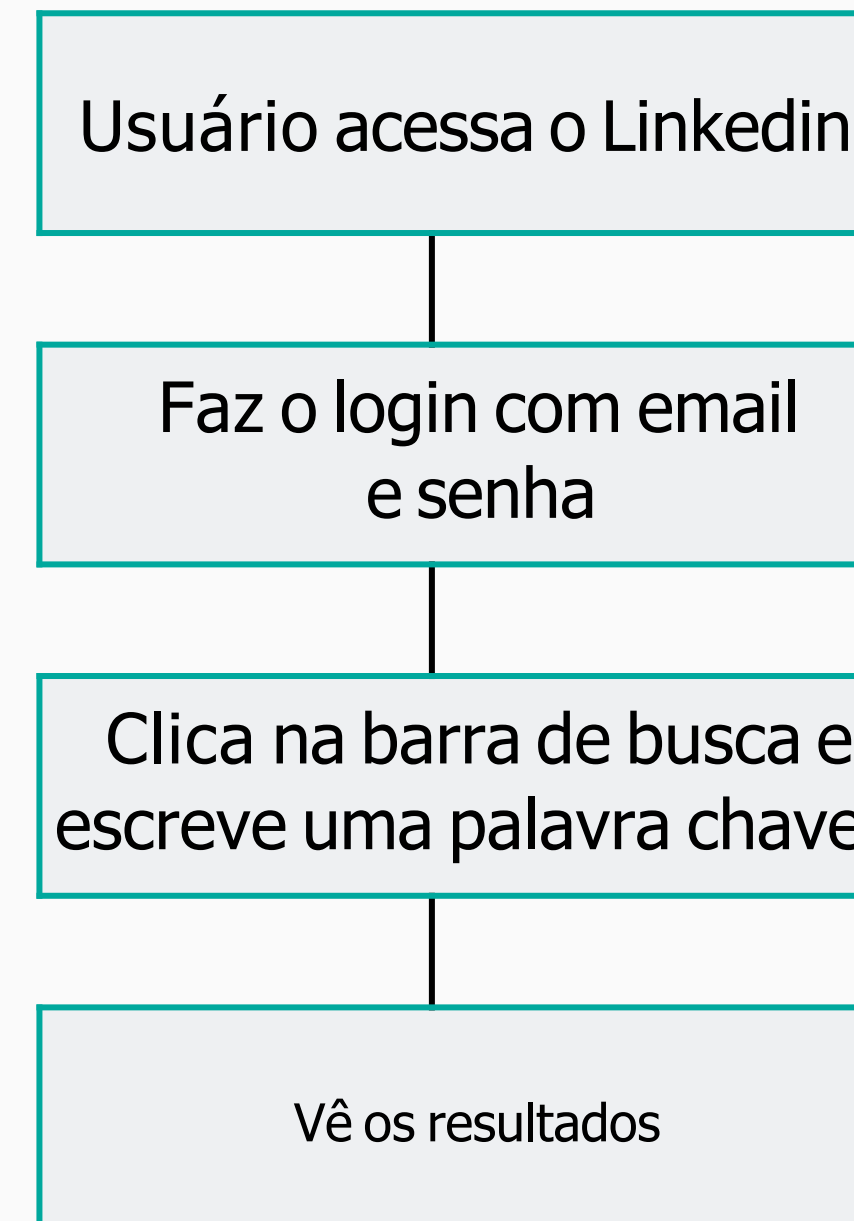 Usuário acessa o Linkedin
Faz o login com email
e senha
Clica na barra de busca e
escreve uma palavra chave
Vê os resultados